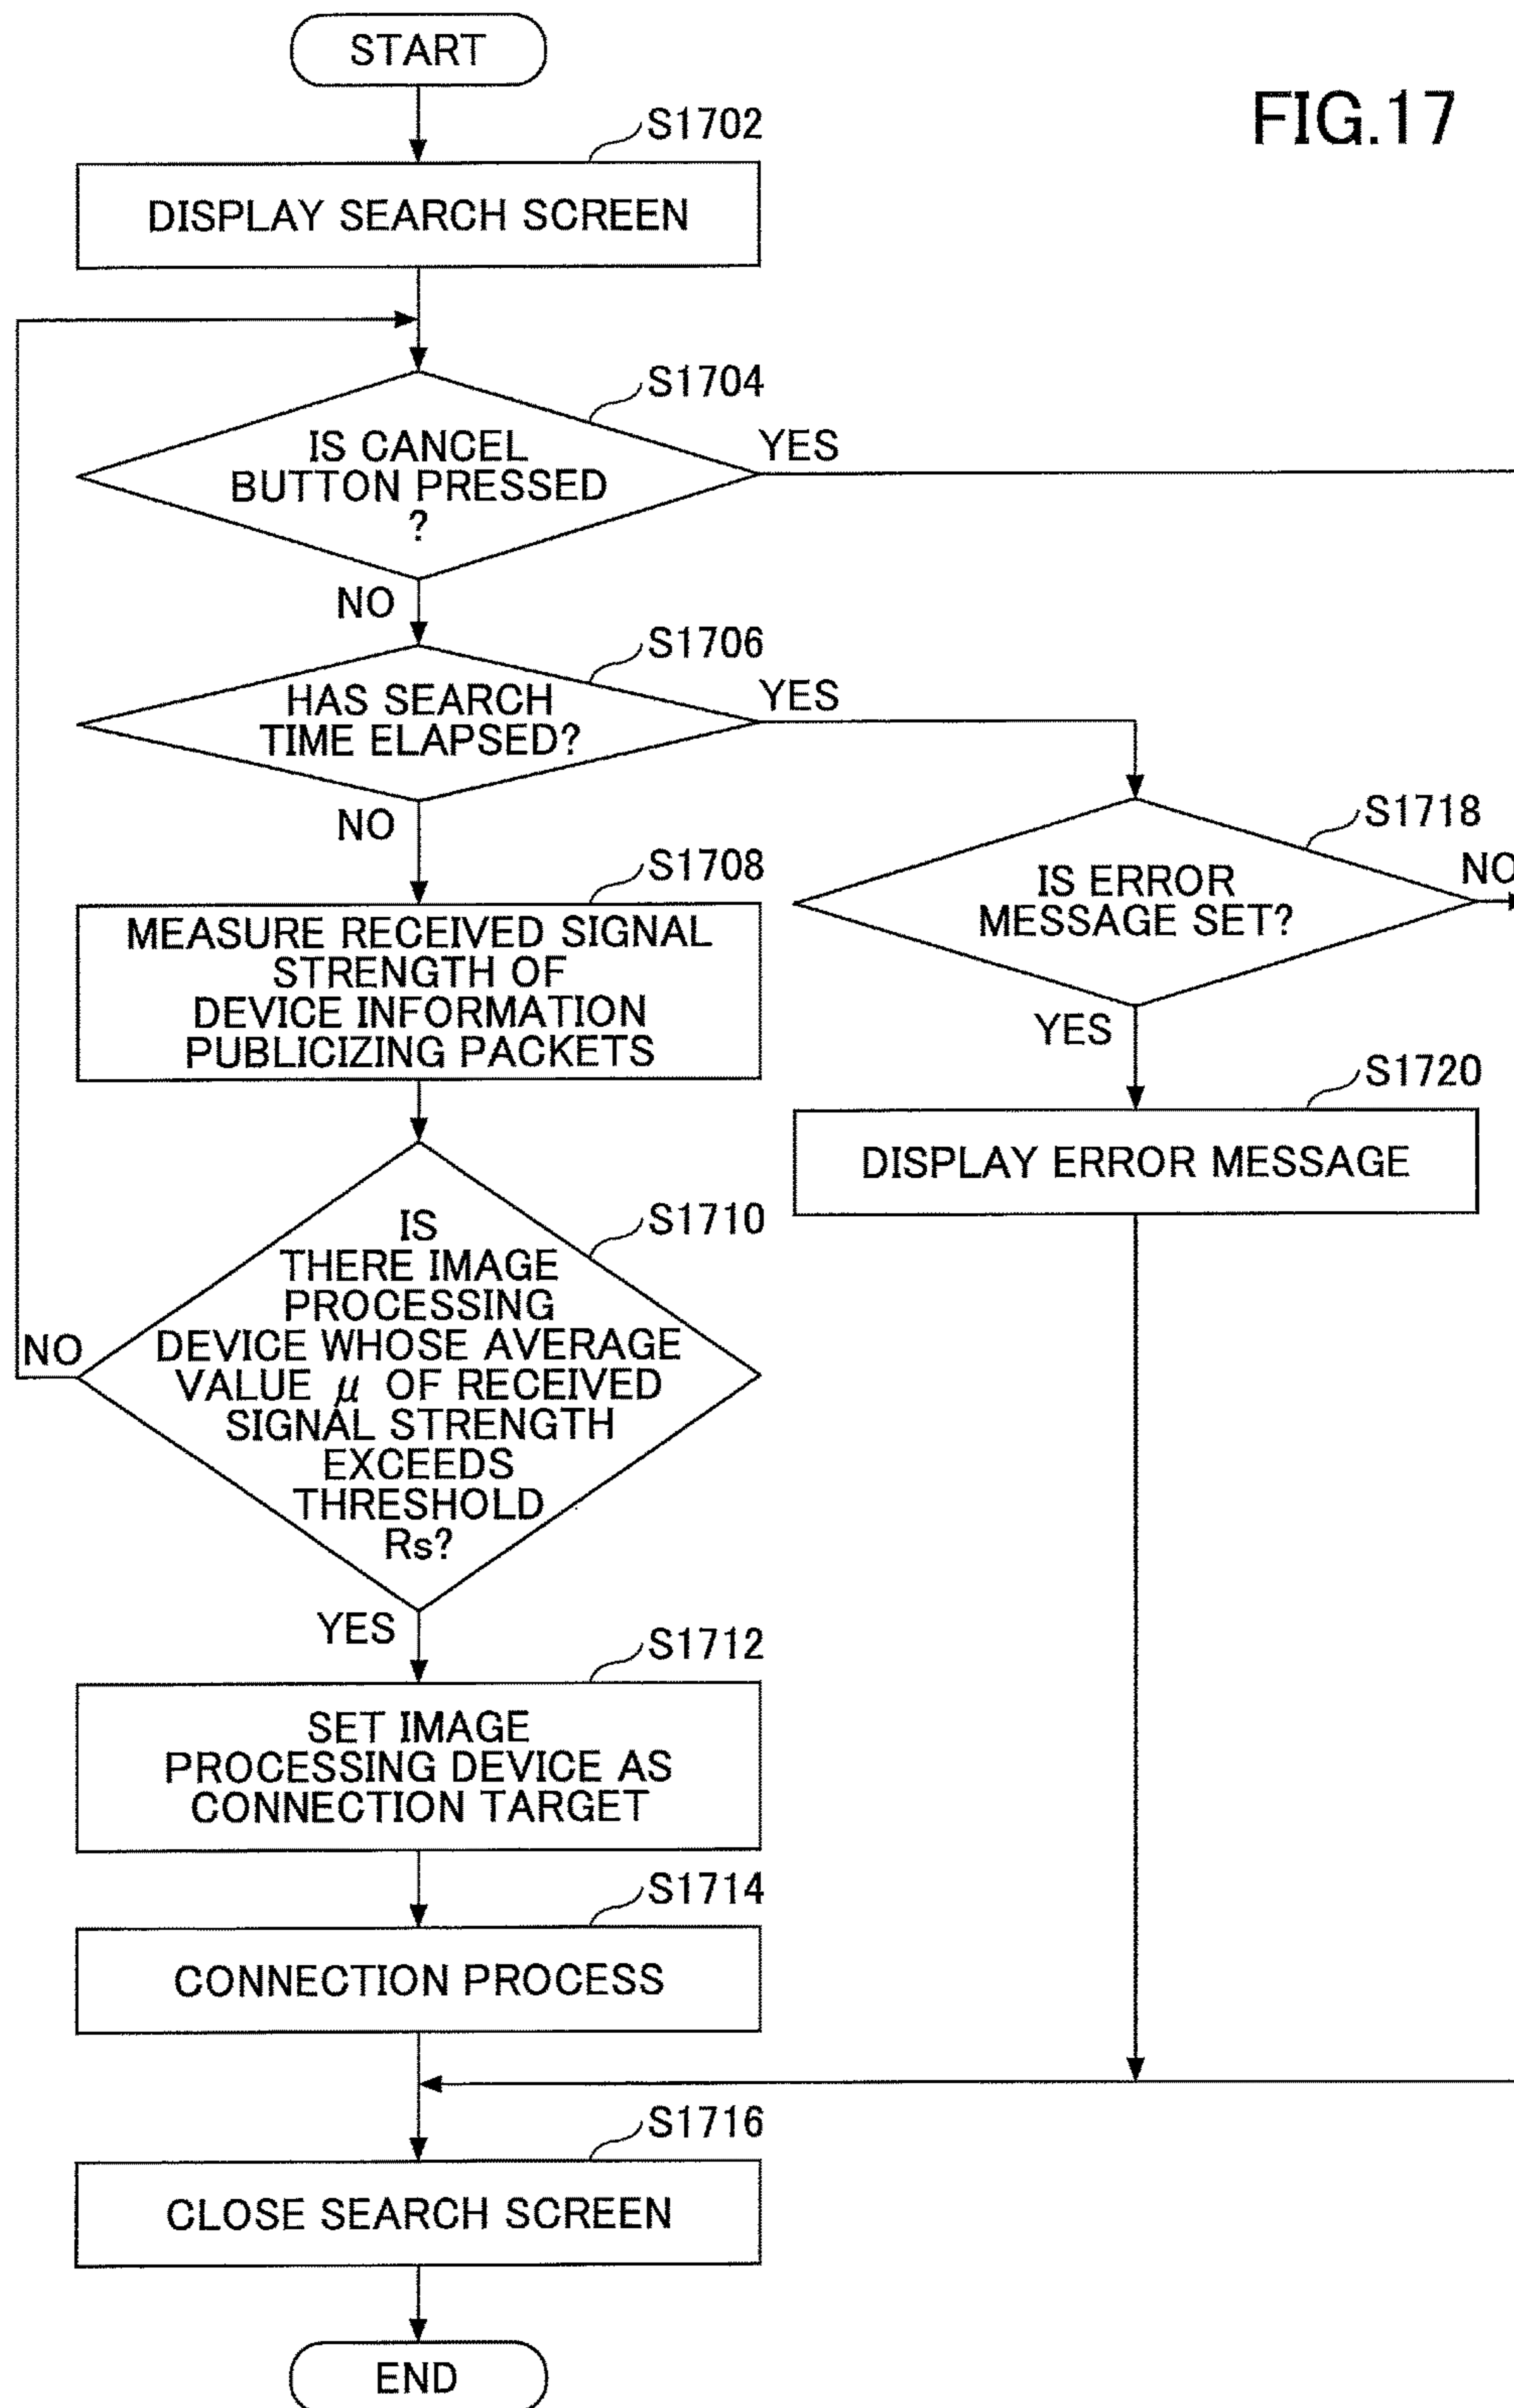 START
FIG.17
S1702
DISPLAY SEARCH SCREEN
S1704
IS CANCEL
BUTTON PRESSED
?
YES
NO
S1706
HAS SEARCH
TIME ELAPSED?
YES
NO
S1718
IS ERROR
MESSAGE SET?
NO
YES
S1708
MEASURE RECEIVED SIGNAL
STRENGTH OF
DEVICE INFORMATION
PUBLICIZING PACKETS
S1720
DISPLAY ERROR MESSAGE
S1710
IS
THERE IMAGE
PROCESSING
DEVICE WHOSE AVERAGE
VALUE μ OF RECEIVED
SIGNAL STRENGTH
EXCEEDS
THRESHOLD
Rs?
NO
YES
S1712
SET IMAGE
PROCESSING DEVICE AS
CONNECTION TARGET
S1714
CONNECTION PROCESS
S1716
CLOSE SEARCH SCREEN
END